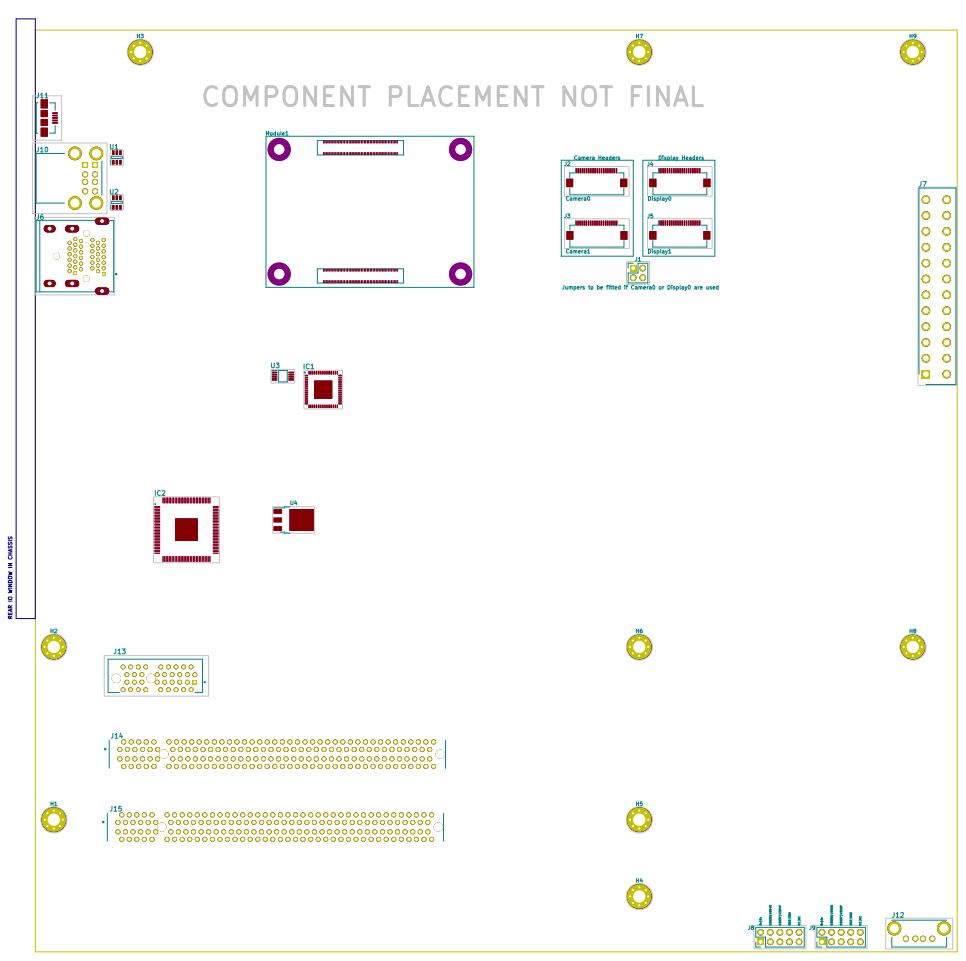 H3
H7
H9
COMPONENT PLACEMENT NOT FINAL
J11
Module1
J10
U1
Camera Headers
Display Headers
J2
J4
J7
U2
Camera0
Display0
J6
J3
J5
Camera1
Display1
J1
Jumpers to be fitted if Camera0 or Display0 are used
U3
IC1
IC2
U4
REAR IO WINDOW IN CHASSIS
H2
H6
H8
J13
J14
H1
J15
H5
H4
J8
J9
J12